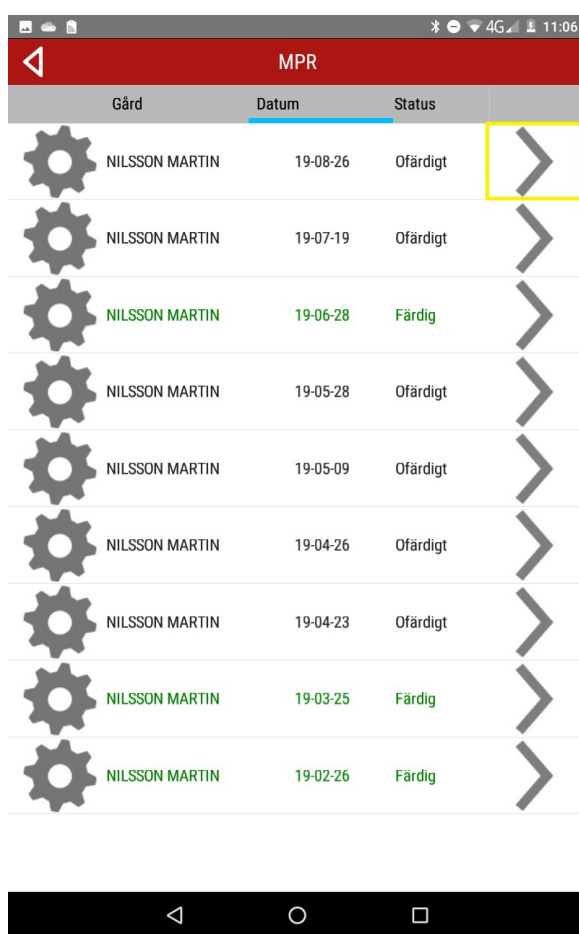 4G 11:06
MPR
Gård Datum Status
NILSSON MARTIN 19-08-26 Ofärdigt
NILSSON MARTIN 19-07-19 Ofärdigt
NILSSON MARTIN 19-06-28 Färdig
NILSSON MARTIN 19-05-28 Ofärdigt
NILSSON MARTIN 19-05-09 Ofärdigt
NILSSON MARTIN 19-04-26 Ofärdigt
NILSSON MARTIN 19-04-23 Ofärdigt
NILSSON MARTIN 19-03-25 Färdig
NILSSON MARTIN 19-02-26 Färdig